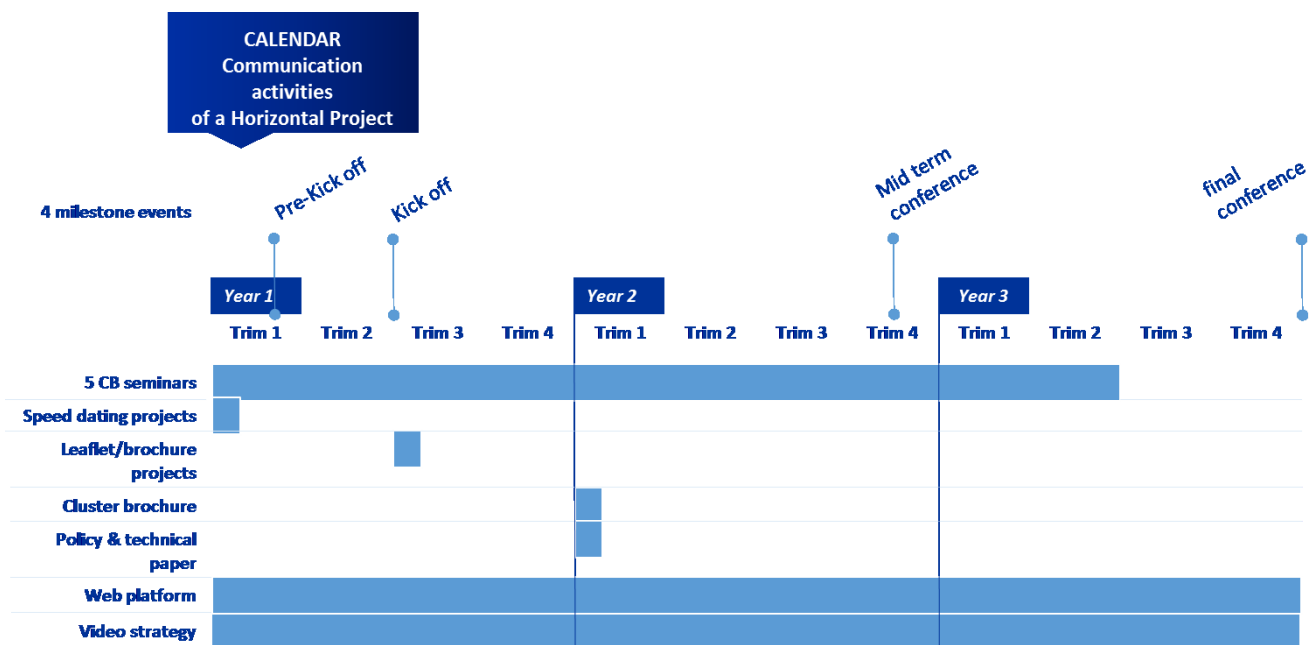 CALENDAR
Communication
activities
of a Horizontal Project
4 milestone events
Pre-Kick off
Kick off
Mid term
conference
final
conference
Year 1
Year 2
Year 3
Trim 1 Trim 2 Trim 3 Trim 4 Trim 1 Trim 2 Trim 3 Trim 4 Trim 1 Trim 2 Trim 3 Trim 4
5 CB seminars
Speed dating projects
Leaflet/brochure
projects
Cluster brochure
Policy & technical
paper
Web platform
Video strategy